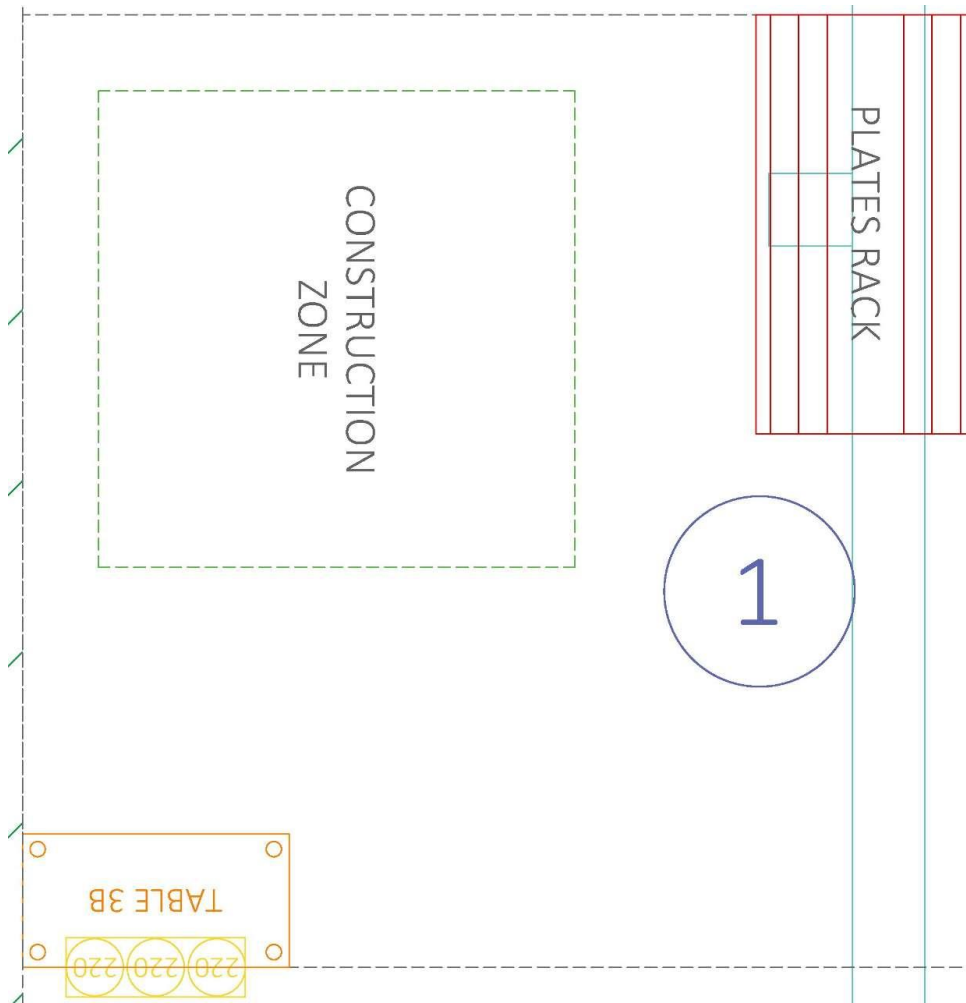 CONSTRUCTION
ZONE
PLATES RACK
1
TABLE 3B
220 220 220